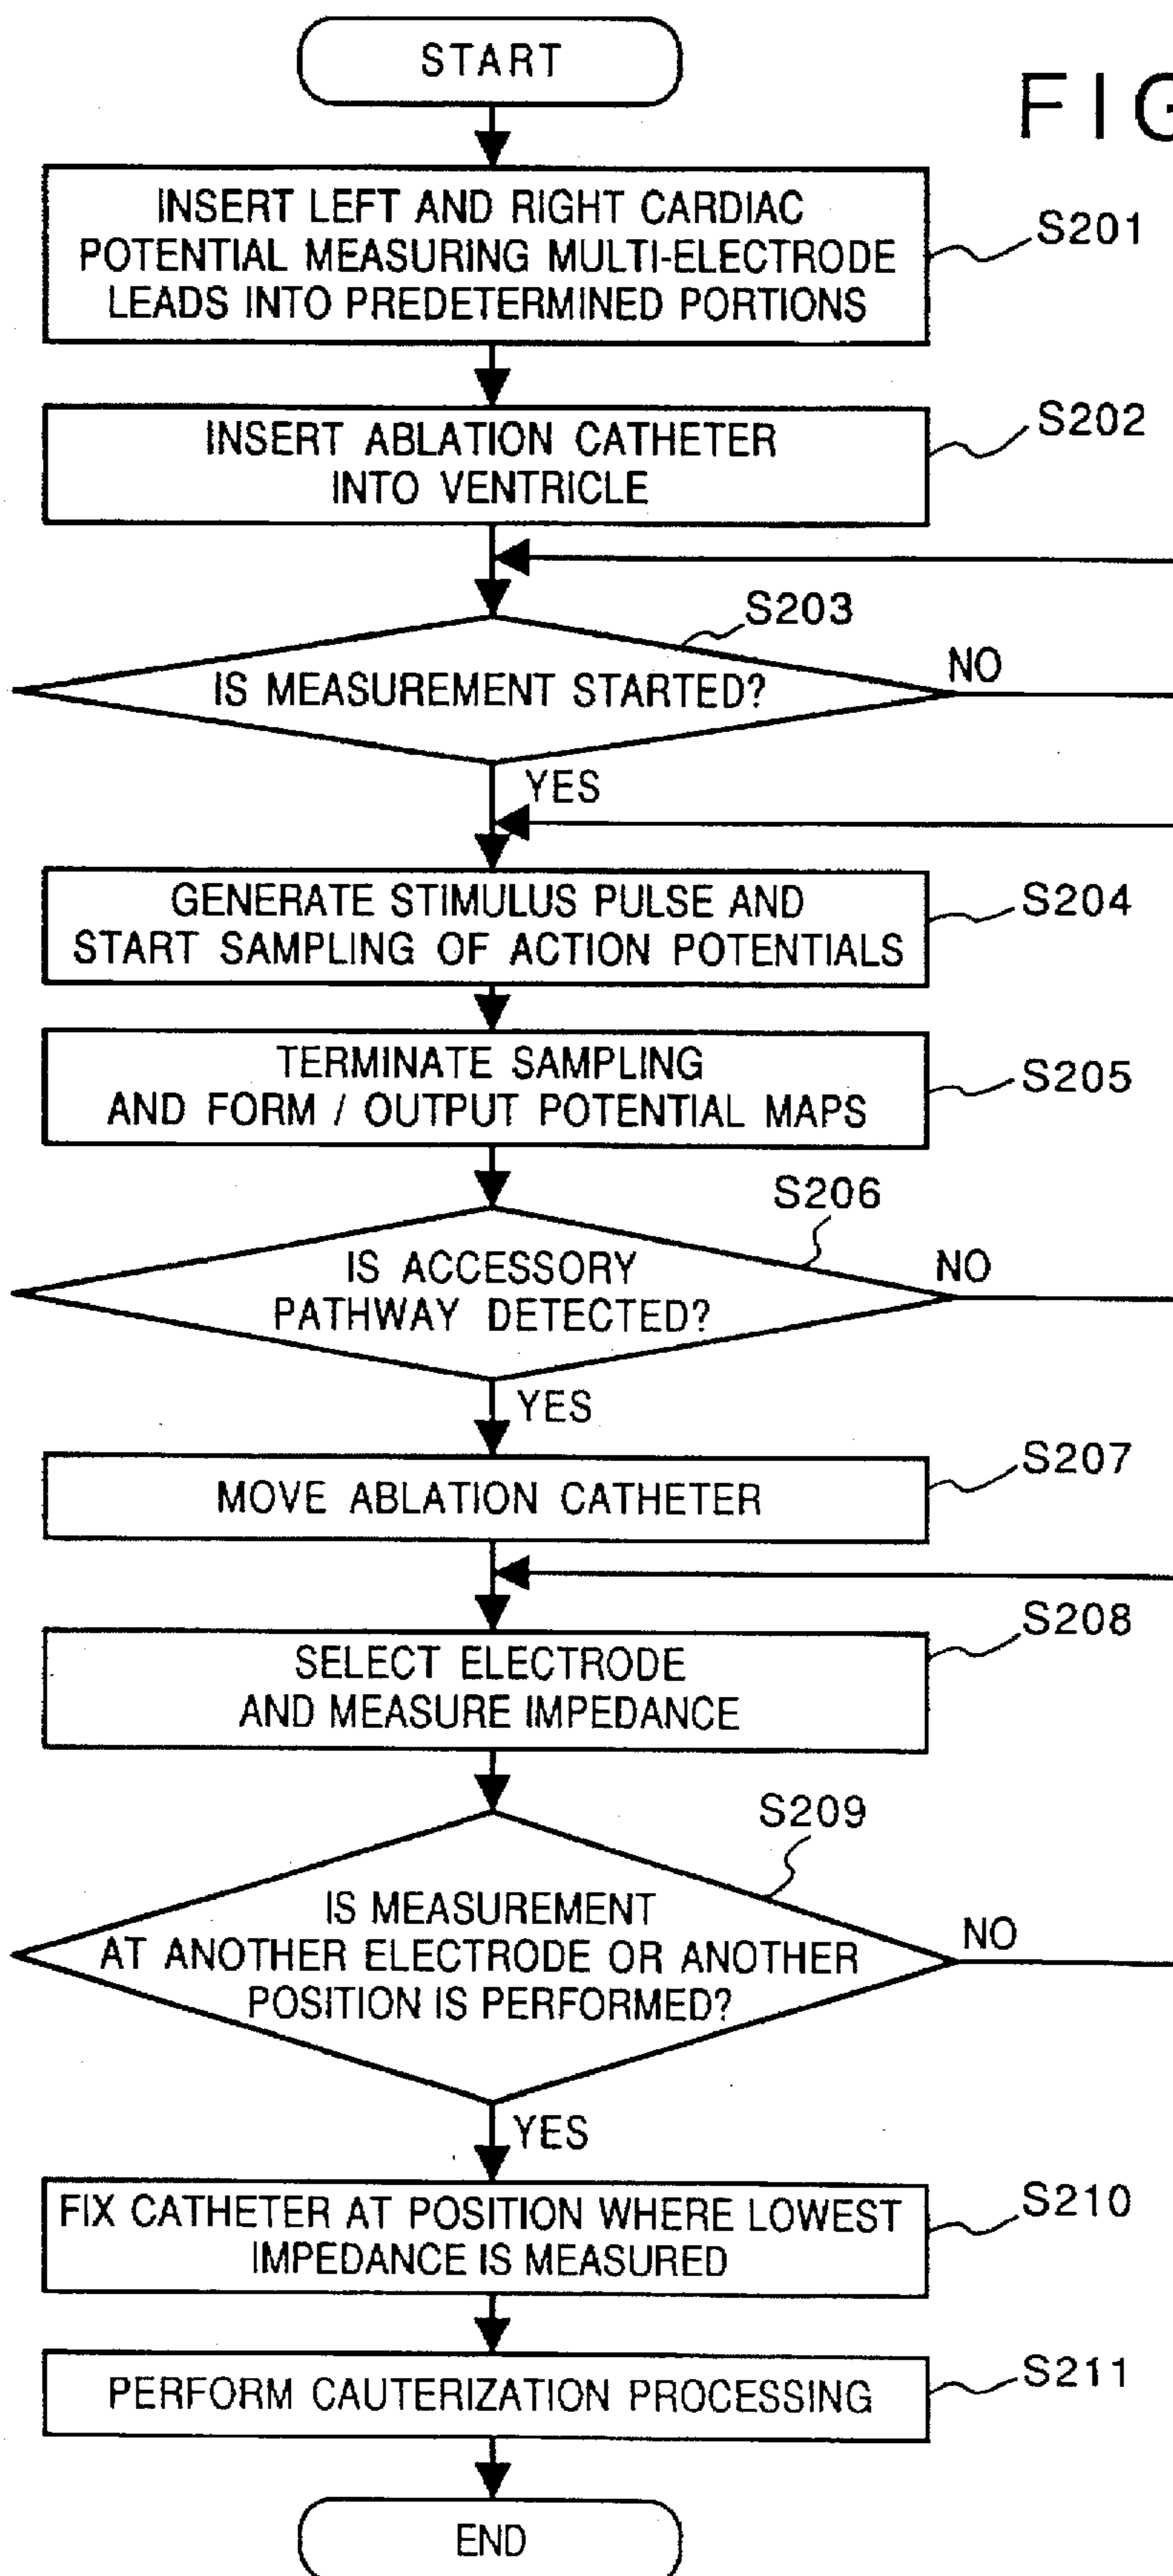 START
FIG
INSERT LEFT AND RIGHT CARDIAC
POTENTIAL MEASURING MULTI-ELECTRODE
LEADS INTO PREDETERMINED PORTIONS
S201
INSERT ABLATION CATHETER
INTO VENTRICLE
S202
S203
IS MEASUREMENT STARTED?
NO
YES
GENERATE STIMULUS PULSE AND
START SAMPLING OF ACTION POTENTIALS
S204
TERMINATE SAMPLING
AND FORM / OUTPUT POTENTIAL MAPS
S205
S206
IS ACCESSORY
PATHWAY DETECTED?
NO
YES
MOVE ABLATION CATHETER
S207
SELECT ELECTRODE
AND MEASURE IMPEDANCE
S208
S209
IS MEASUREMENT
AT ANOTHER ELECTRODE OR ANOTHER
POSITION IS PERFORMED?
NO
YES
FIX CATHETER AT POSITION WHERE LOWEST
IMPEDANCE IS MEASURED
S210
PERFORM CAUTERIZATION PROCESSING
S211
END